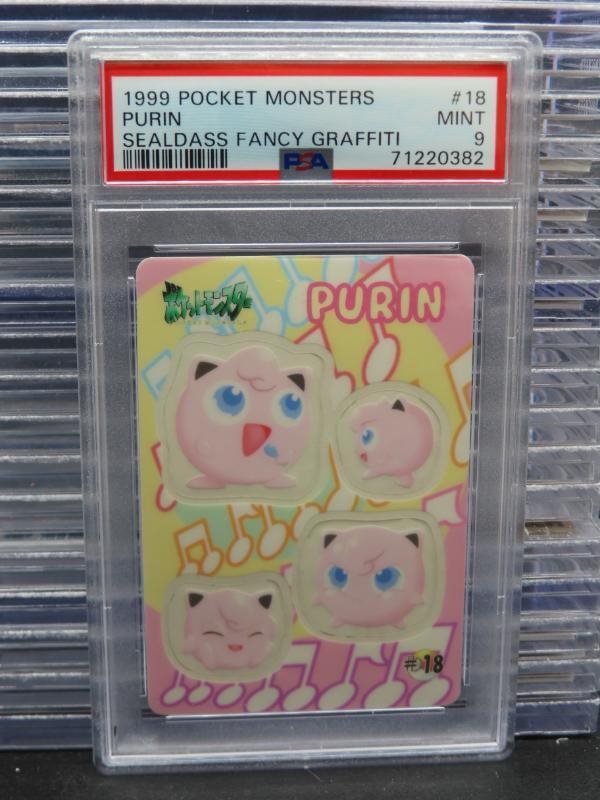 1999 POCKET MONSTERS #18
PURIN MINT
SEALDASS FANCY GRAFFITI 9
PSA 71220382
ポケットモンスター
PURIN
#18